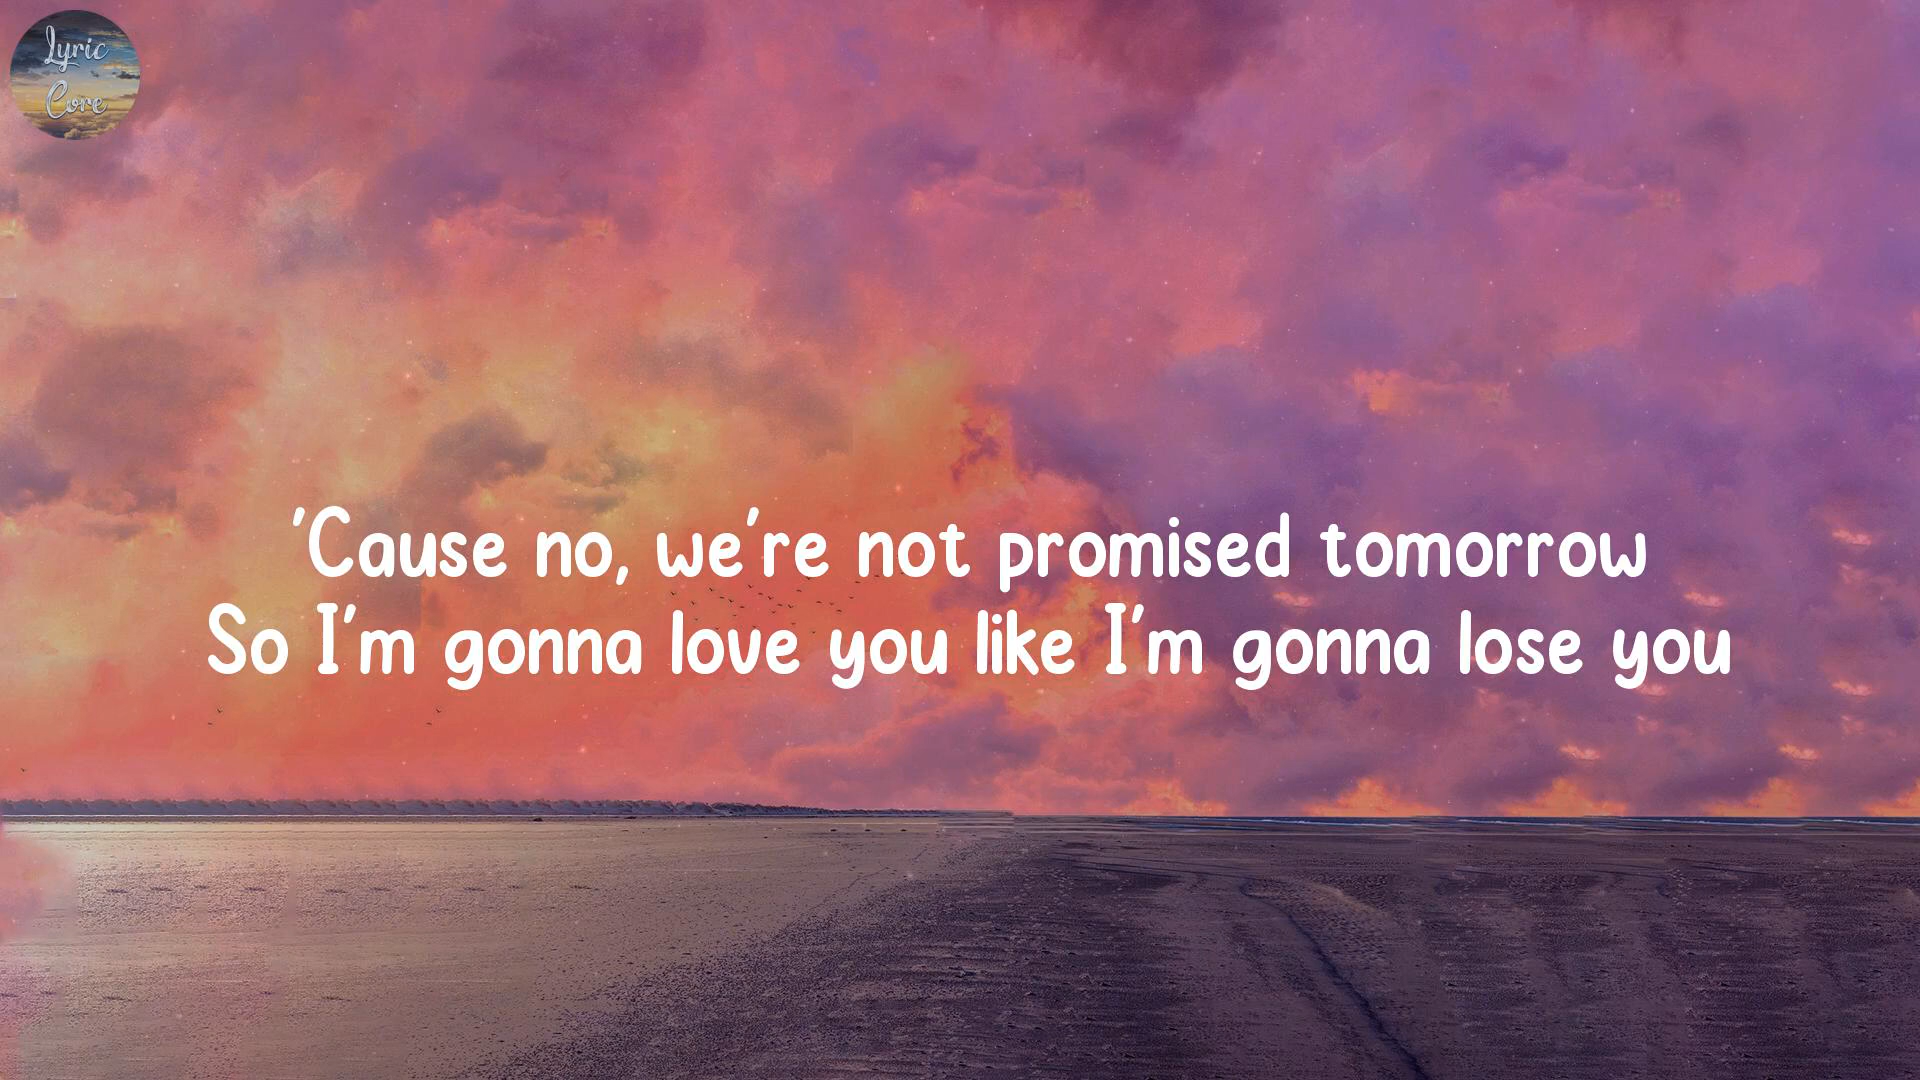 Lyric
Core
'Cause no, we're not promised tomorrow
So I'm gonna love you like I'm gonna lose you